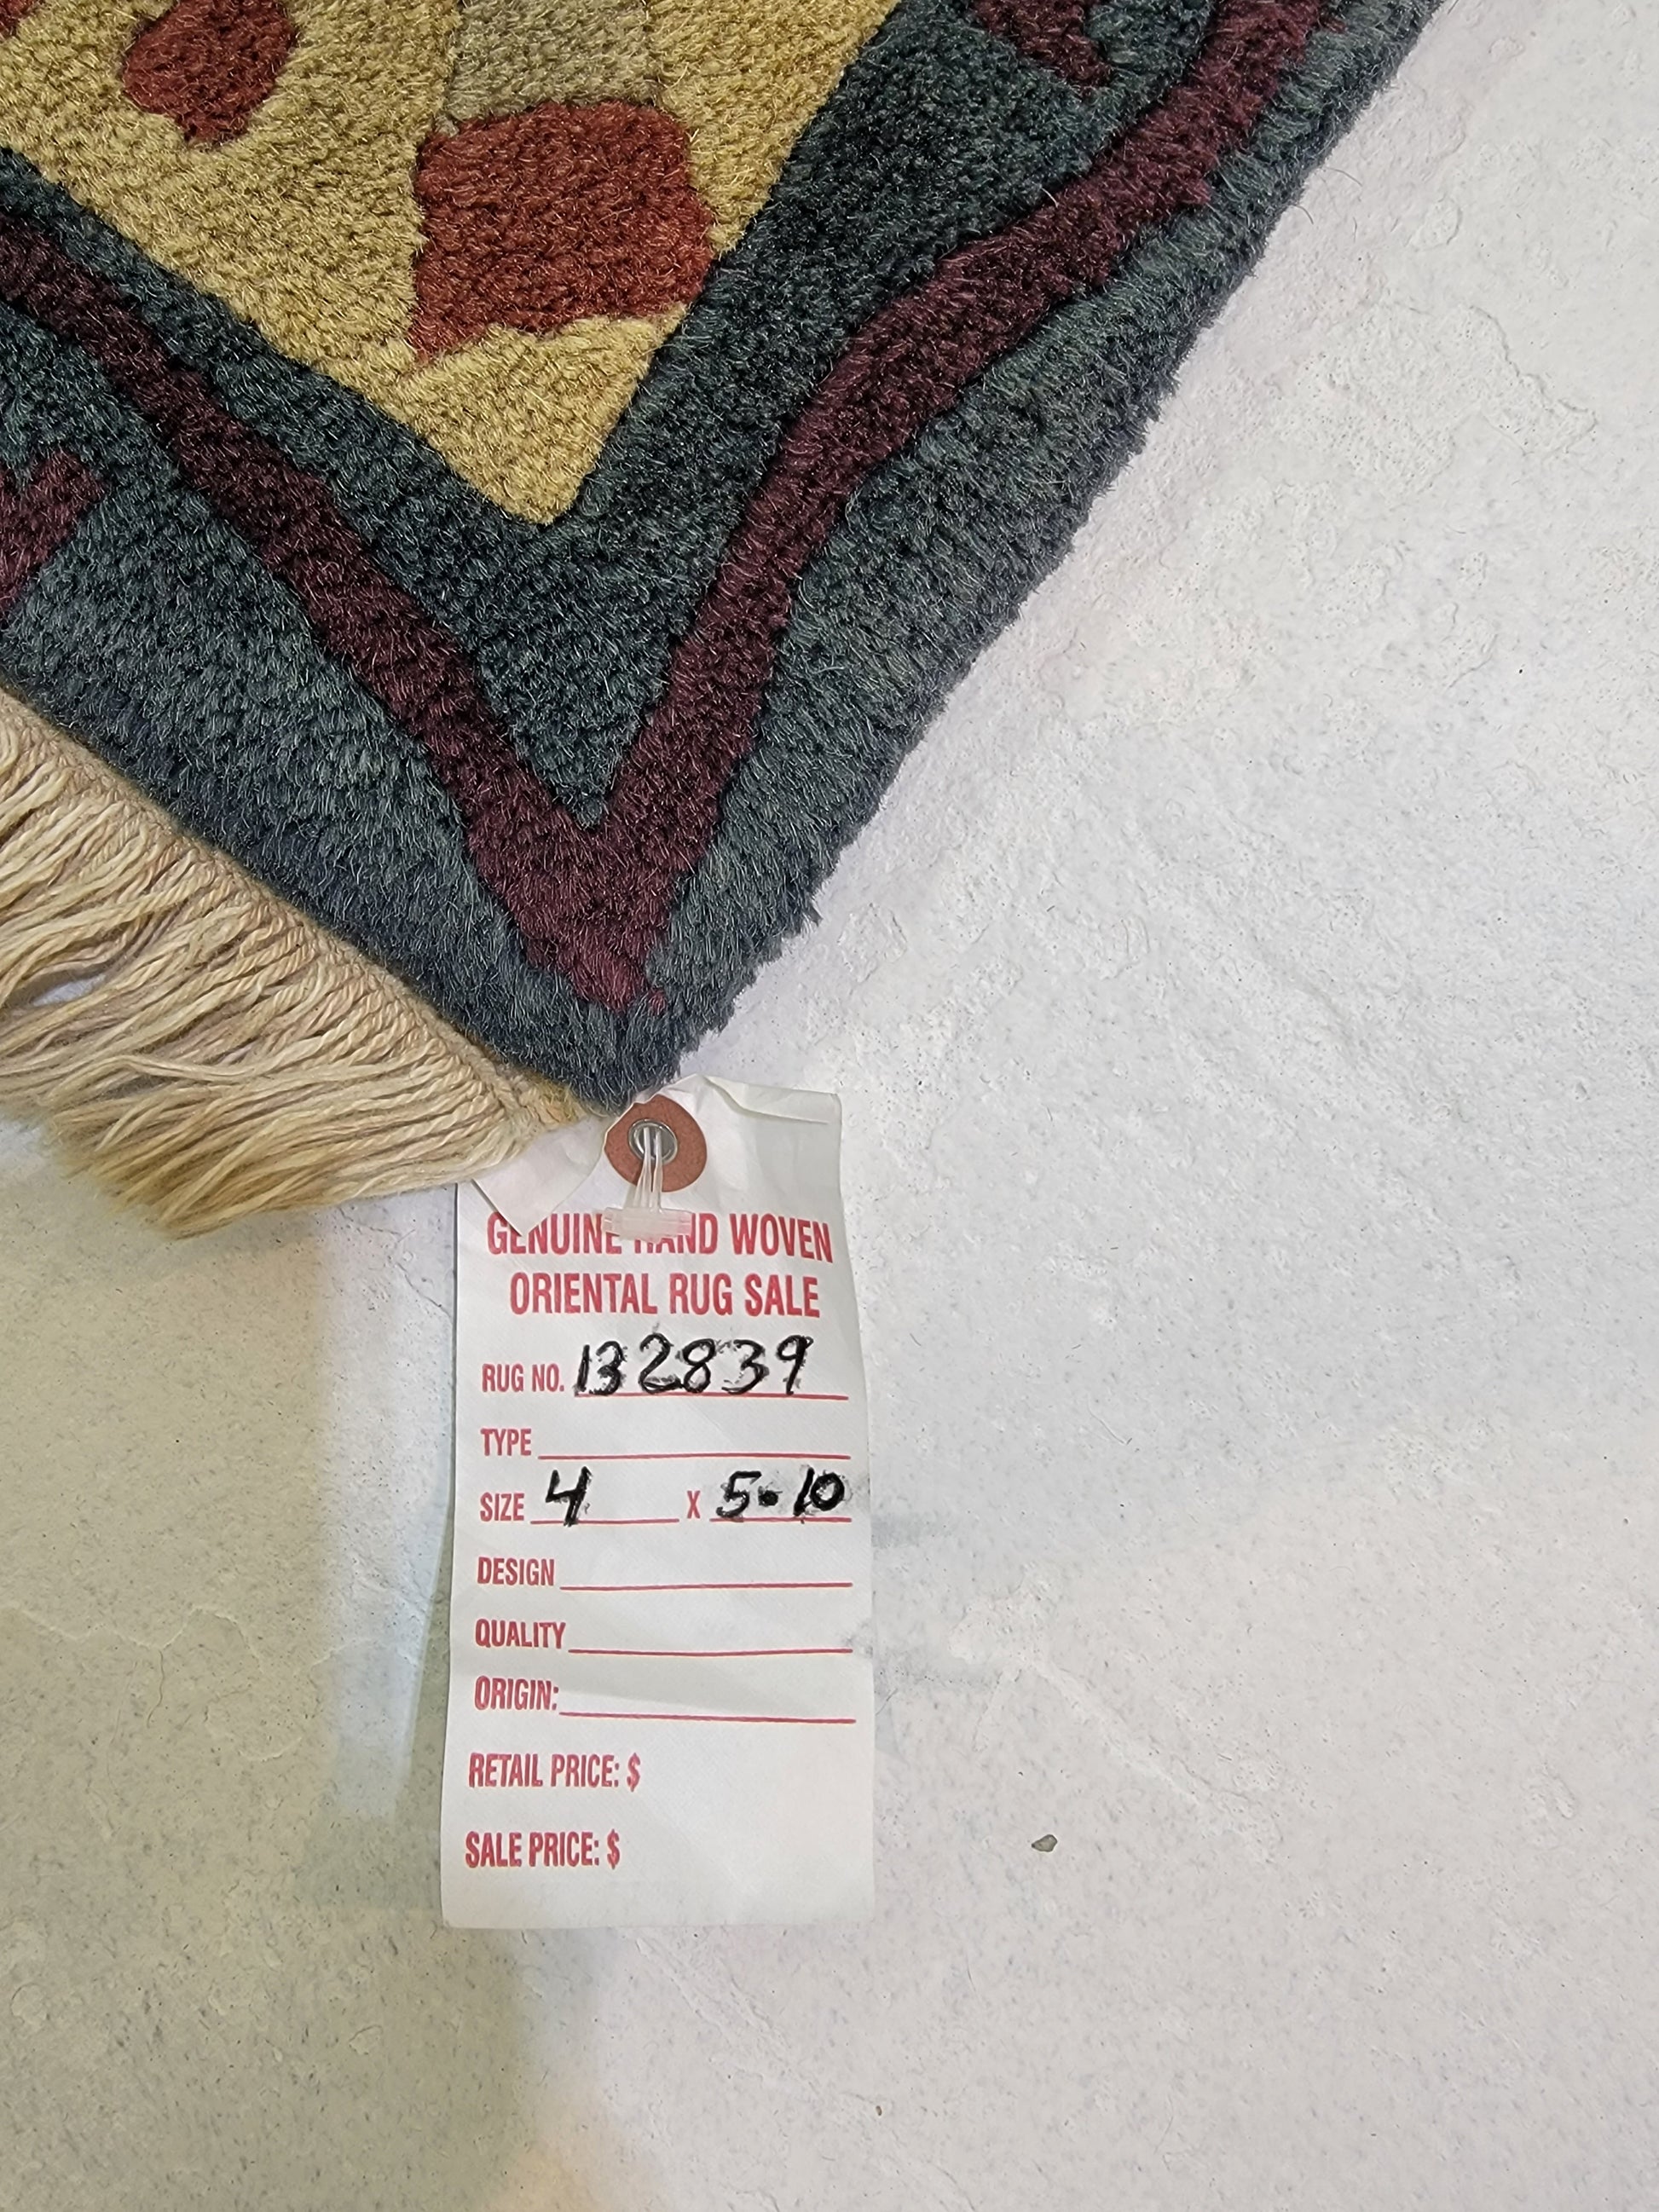 GENUINE HAND WOVEN
ORIENTAL RUG SALE
RUG NO. 132839
TYPE
SIZE 4 X 5.10
DESIGN
QUALITY
ORIGIN:
RETAIL PRICE: $
SALE PRICE: $